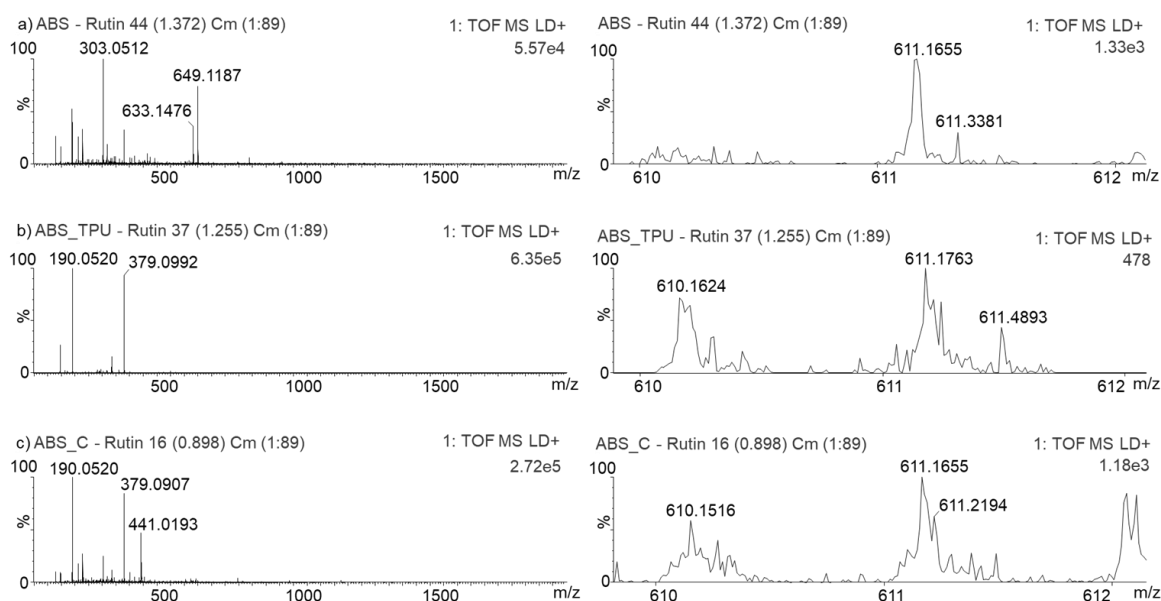 a) ABS - Rutin 44 (1.372) Cm (1:89)
1: TOF MS LD+
5.57e4
100
303.0512
649.1187
633.1476
%
0
500
1000
1500
m/z
ABS - Rutin 44 (1.372) Cm (1:89)
1: TOF MS LD+
1.33e3
100
611.1655
611.3381
%
0
610
611
612
m/z
b) ABS_TPU - Rutin 37 (1.255) Cm (1:89)
1: TOF MS LD+
6.35e5
100
190.0520
379.0992
%
0
500
1000
1500
m/z
ABS_TPU - Rutin 37 (1.255) Cm (1:89)
1: TOF MS LD+
478
100
611.1763
610.1624
611.4893
%
0
610
611
612
m/z
c) ABS_C - Rutin 16 (0.898) Cm (1:89)
1: TOF MS LD+
2.72e5
100
190.0520
379.0907
441.0193
%
0
500
1000
1500
m/z
ABS_C - Rutin 16 (0.898) Cm (1:89)
1: TOF MS LD+
1.18e3
100
611.1655
610.1516
611.2194
%
0
610
611
612
m/z